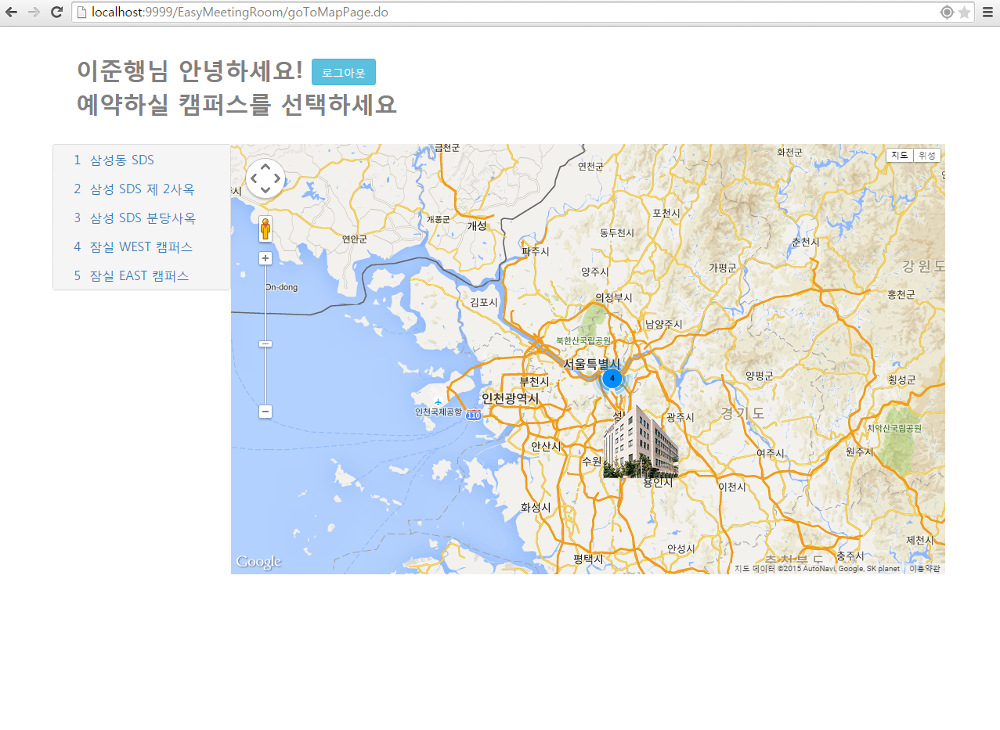 localhost:9999/EasyMeetingRoom/goToMapPage.do
이준행님 안녕하세요! 로그아웃
예약하실 캠퍼스를 선택하세요
1 삼성동 SDS
2 삼성 SDS 제 2사옥
3 삼성 SDS 분당사옥
4 잠실 WEST 캠퍼스
5 잠실 EAST 캠퍼스
지도 위성
금천군
화천군
연천군
포천시
개풍군
개성
동두천시
연안군
파주시
춘천시
양주시
가평군
강원도
On-dong
의정부시
홍천군
김포시
남양주시
북한산국립공원
서울특별시
4
양평군
횡성군
부천시
인천광역시
인천국제공항
110
광주시
경기도
치악산국립공원
안산시
수원
여주시
원주시
용인시
이천시
화성시
제천시
안성시
충주시
평택시
충청북도
Google
지도 데이터 ©2015 AutoNavi, Google, SK planet 이용약관